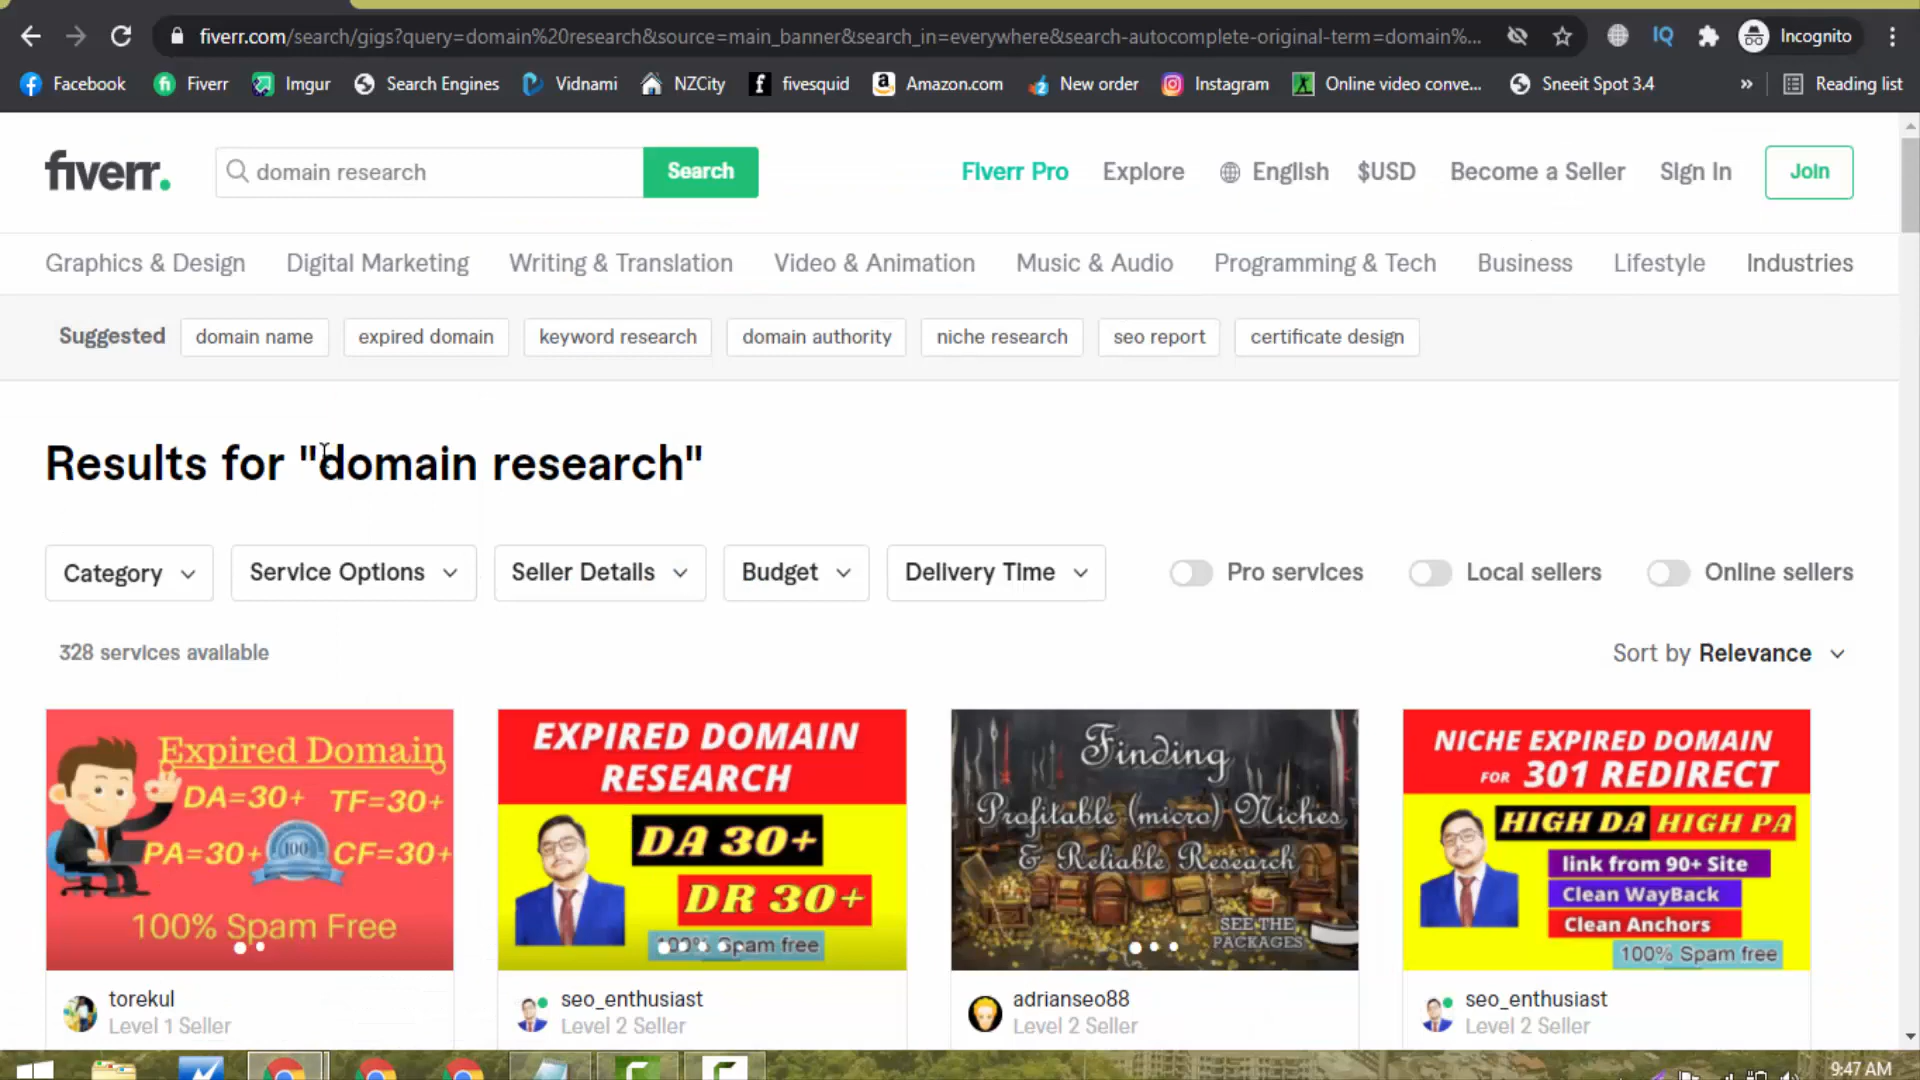 fiverr.com/search/gigs?query=domain%20research&source=main_banner&search_in=everywhere&search-autocomplete-original-term=domain%...
IQ
Incognito
Facebook
Fiverr
Imgur
Search Engines
Vidnami
NZCity
fivesquid
Amazon.com
New order
Instagram
Online video conve...
Sneeit Spot 3.4
»
Reading list
fiverr.
domain research
Search
Fiverr Pro
Explore
English
$USD
Become a Seller
Sign In
Join
Graphics & Design
Digital Marketing
Writing & Translation
Video & Animation
Music & Audio
Programming & Tech
Business
Lifestyle
Industries
Suggested
domain name
expired domain
keyword research
domain authority
niche research
seo report
certificate design
Results for "domain research"
Category
Service Options
Seller Details
Budget
Delivery Time
Pro services
Local sellers
Online sellers
328 services available
Sort by Relevance
Expired Domain
DA=30+ TF=30+
PA=30+ 100 CF=30+
100% Spam Free
EXPIRED DOMAIN
RESEARCH
DA 30+
DR 30+
100% Spam free
Finding
Profitable (micro) Niches
& Reliable Research
SEE THE
PACKAGES
NICHE EXPIRED DOMAIN
FOR 301 REDIRECT
HIGH DA HIGH PA
link from 90+ Site
Clean WayBack
Clean Anchors
100% Spam free
torekul
Level 1 Seller
seo_enthusiast
Level 2 Seller
adrianseo88
Level 2 Seller
seo_enthusiast
Level 2 Seller
9:47 AM